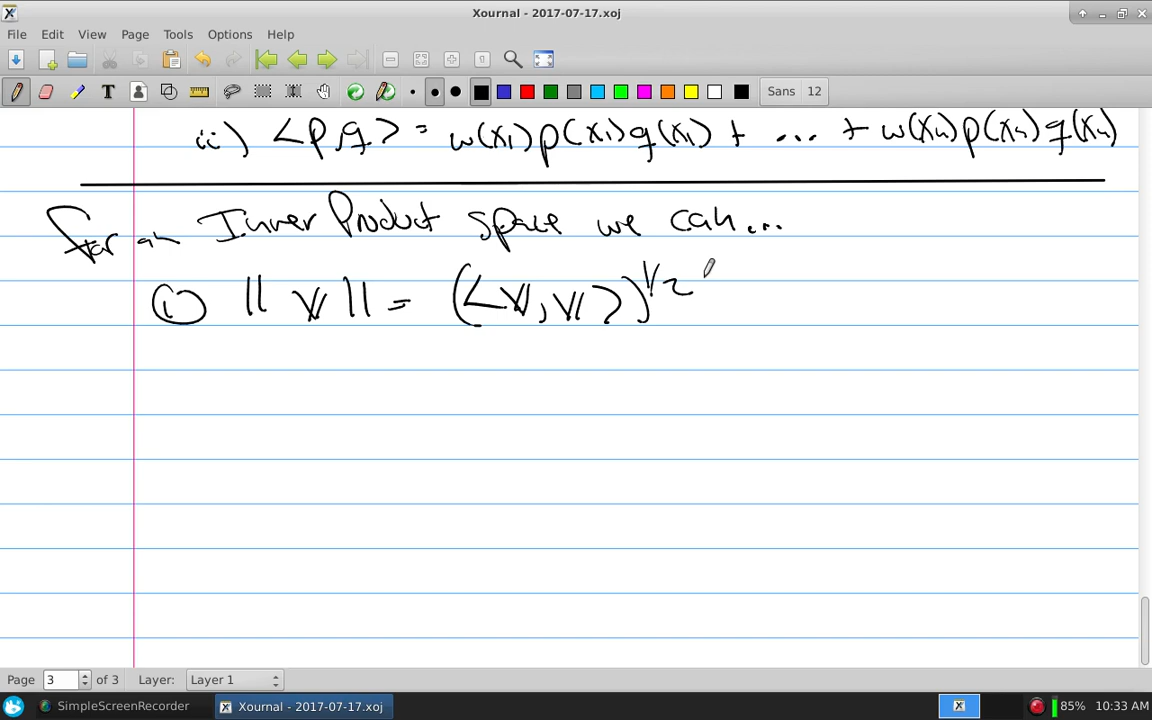 Xournal - 2017-07-17.xoj
File Edit View Page Tools Options Help
Sans 12
ii) <p,q> = w(x1)p(x1)q(x1) + ... + w(xn)p(xn)q(xn)
For an Inner Product space we can...
① || v || = (<v,v>)^1/2
Page 3 of 3 Layer: Layer 1
SimpleScreenRecorder Xournal - 2017-07-17.xoj 85% 10:33 AM